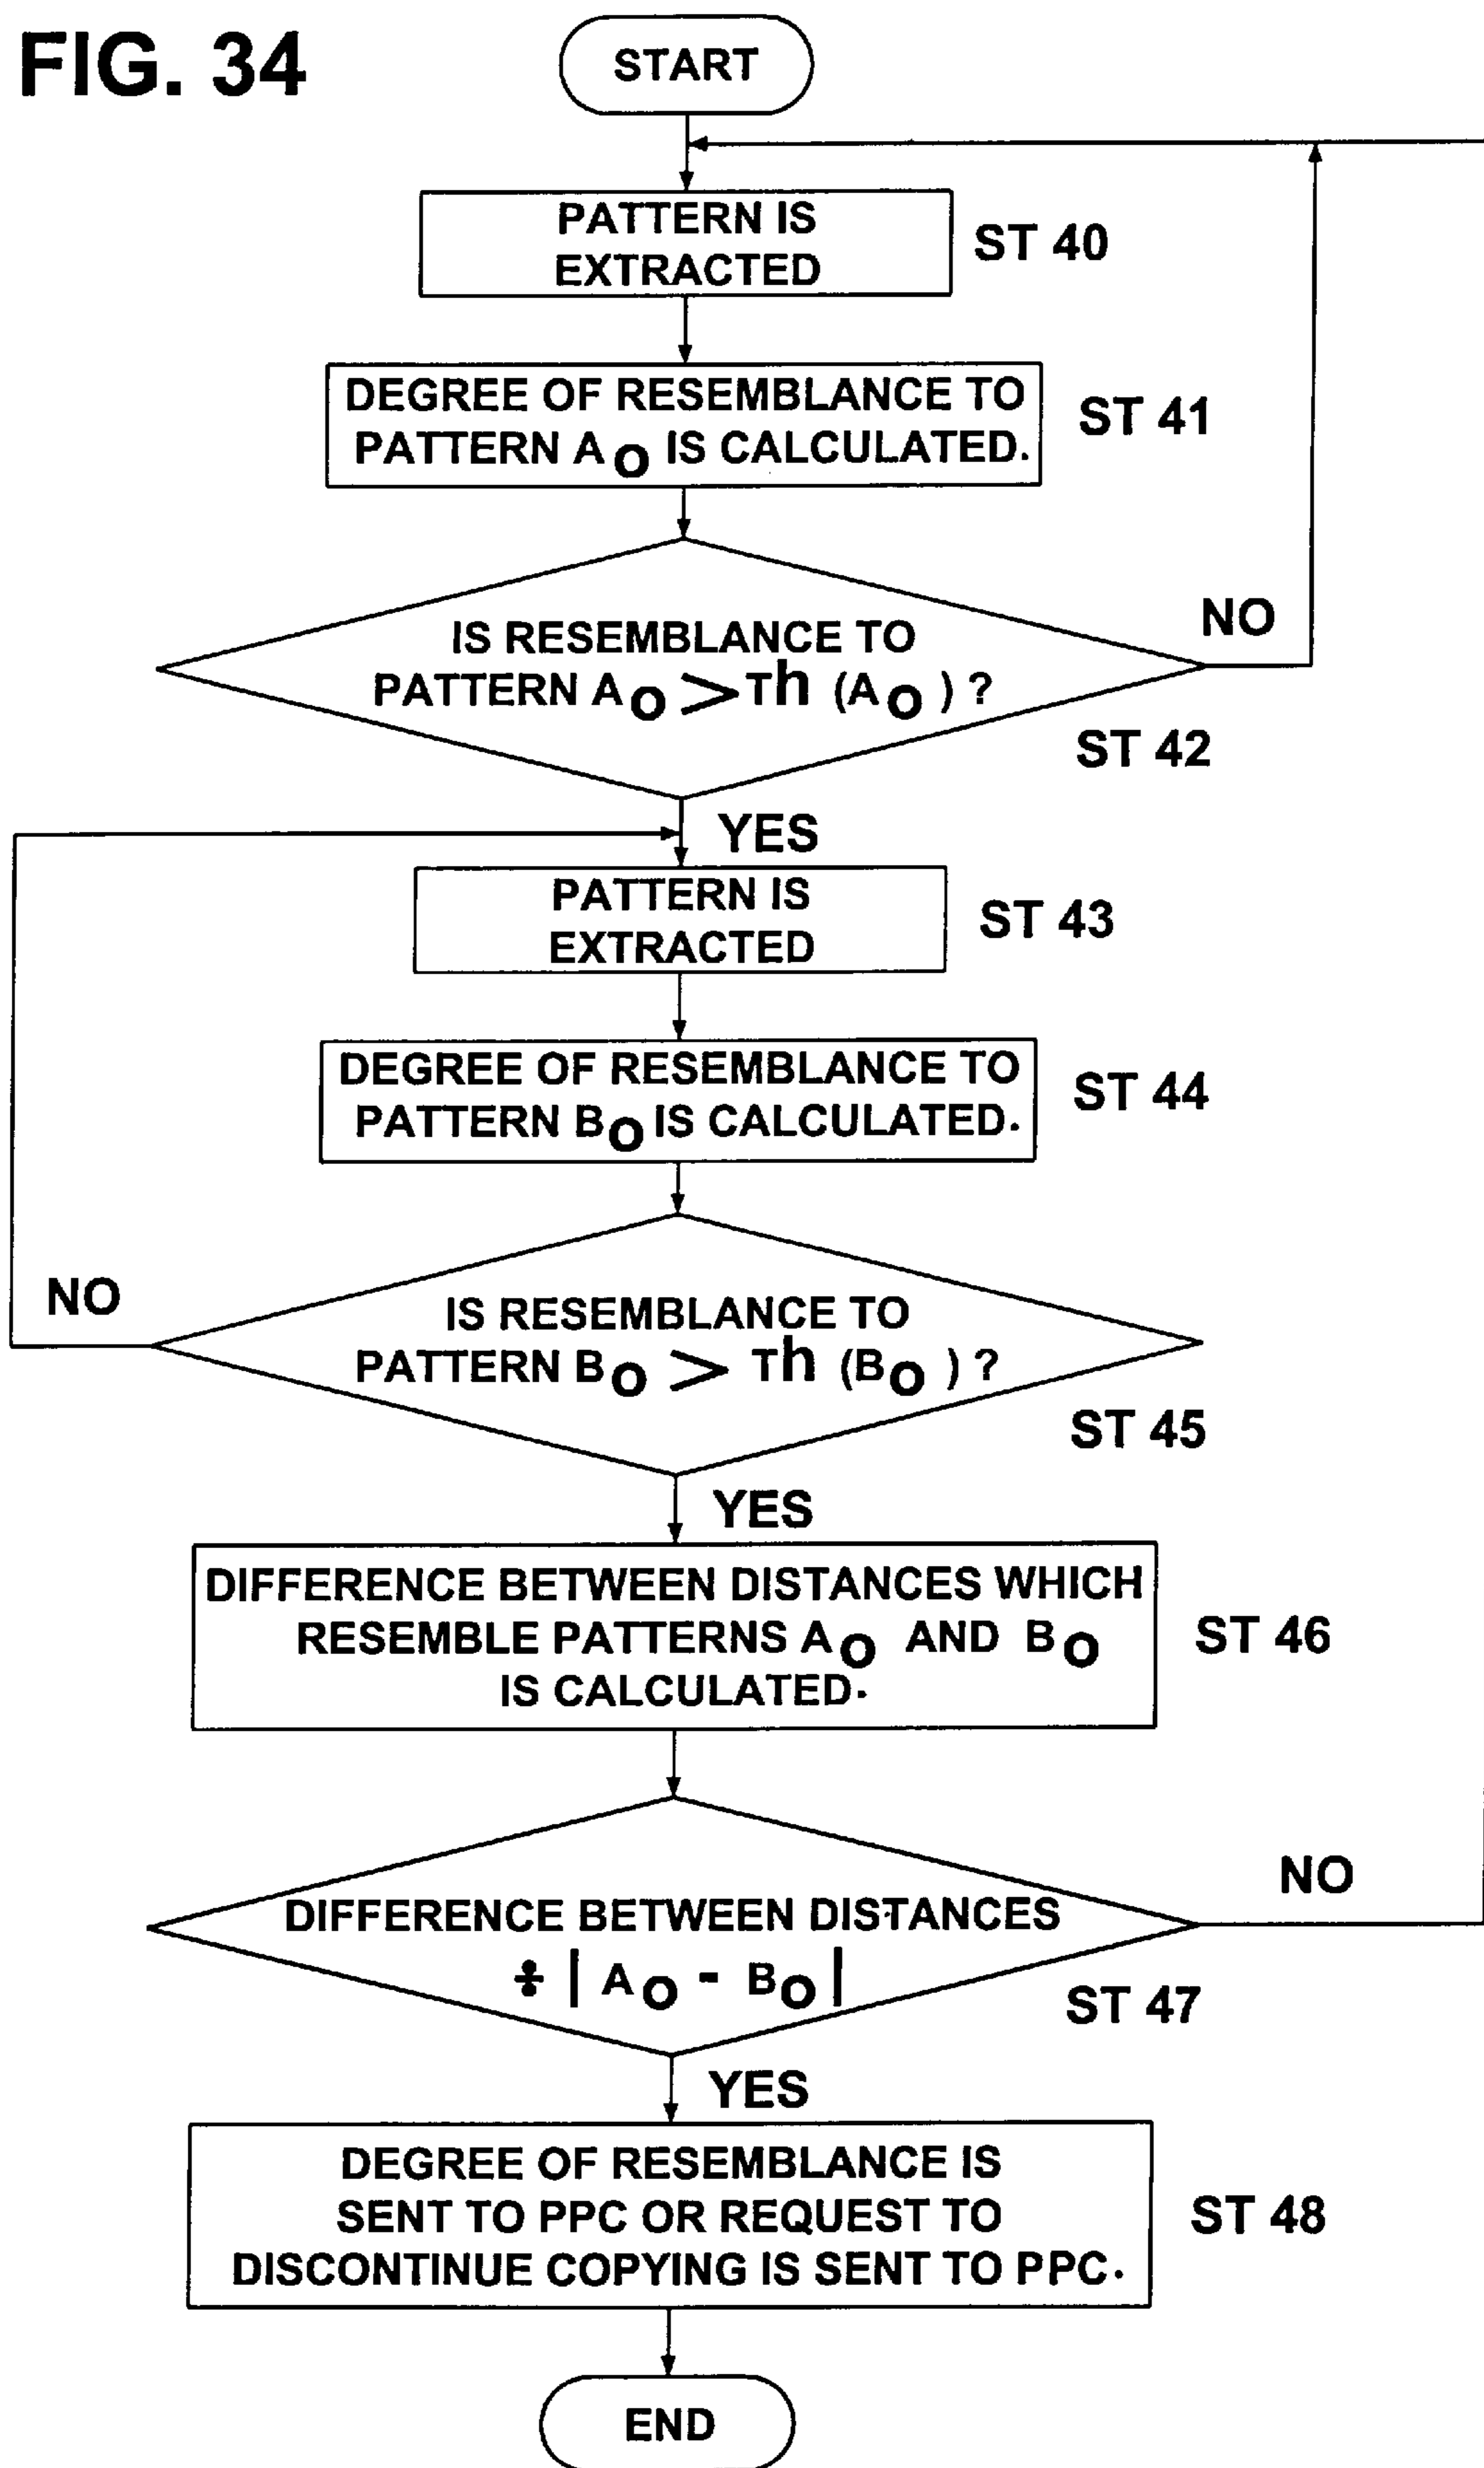 FIG. 34
START
PATTERN IS
EXTRACTED
ST 40
DEGREE OF RESEMBLANCE TO
PATTERN Ao IS CALCULATED.
ST 41
IS RESEMBLANCE TO
PATTERN Ao > Th (Ao) ?
NO
ST 42
YES
PATTERN IS
EXTRACTED
ST 43
DEGREE OF RESEMBLANCE TO
PATTERN Bo IS CALCULATED.
ST 44
NO
IS RESEMBLANCE TO
PATTERN Bo > Th (Bo) ?
ST 45
YES
DIFFERENCE BETWEEN DISTANCES WHICH
RESEMBLE PATTERNS Ao AND Bo
IS CALCULATED.
ST 46
NO
DIFFERENCE BETWEEN DISTANCES
÷ | Ao - Bo |
ST 47
YES
DEGREE OF RESEMBLANCE IS
SENT TO PPC OR REQUEST TO
DISCONTINUE COPYING IS SENT TO PPC.
ST 48
END